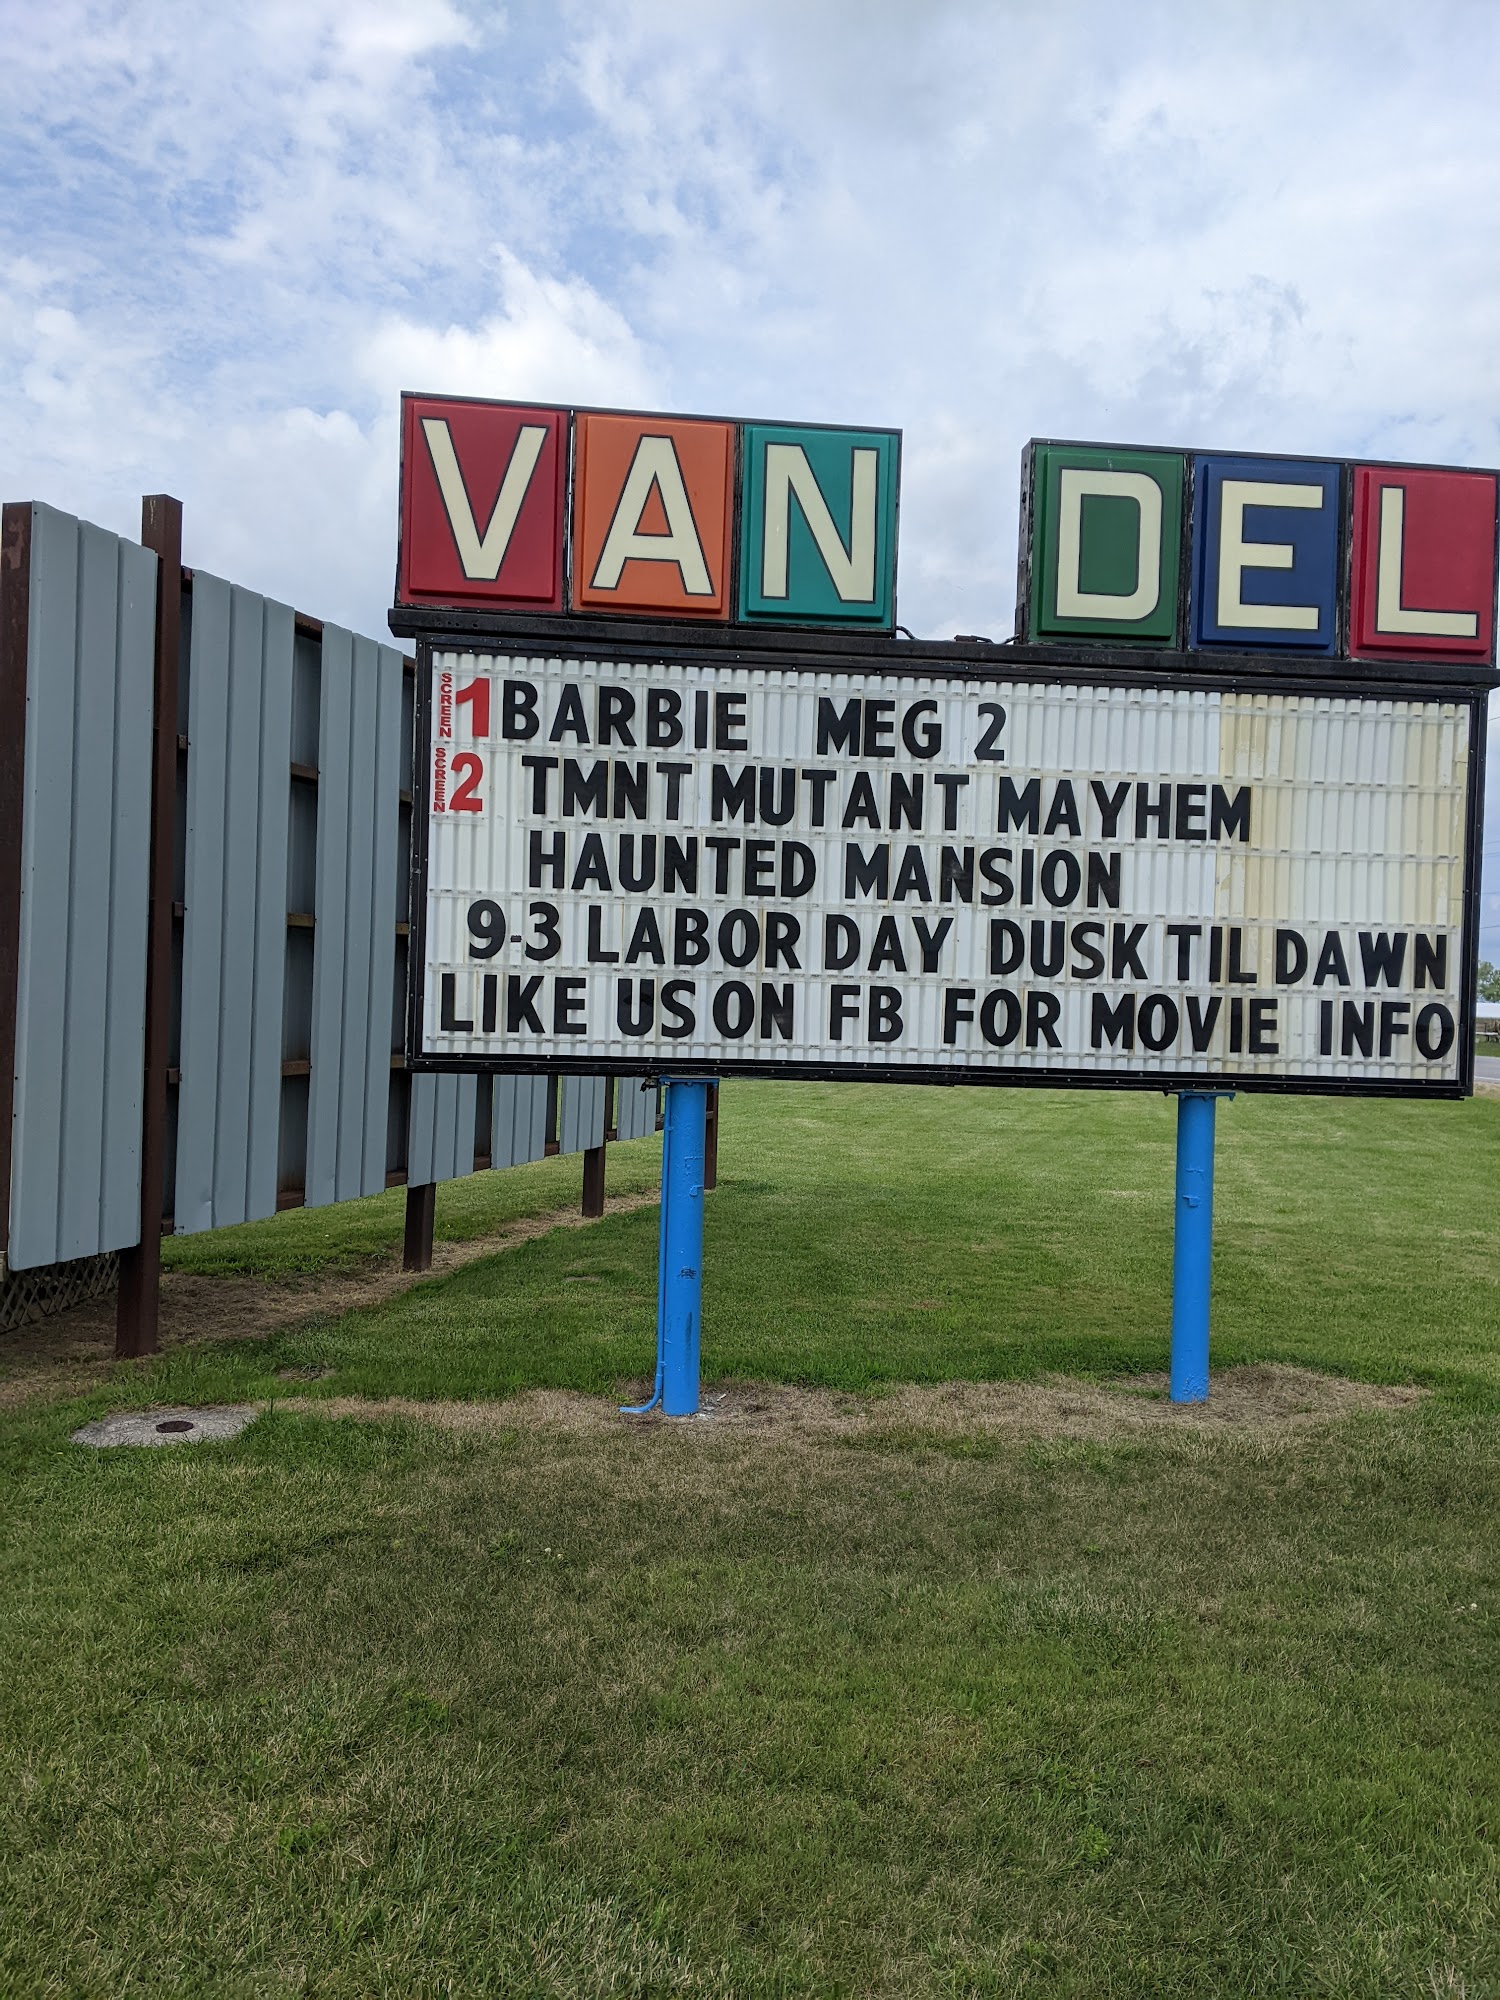 VAN DEL
SCREEN 1 BARBIE MEG 2
SCREEN 2 TMNT MUTANT MAYHEM
HAUNTED MANSION
9-3 LABOR DAY DUSK TIL DAWN
LIKE US ON FB FOR MOVIE INFO